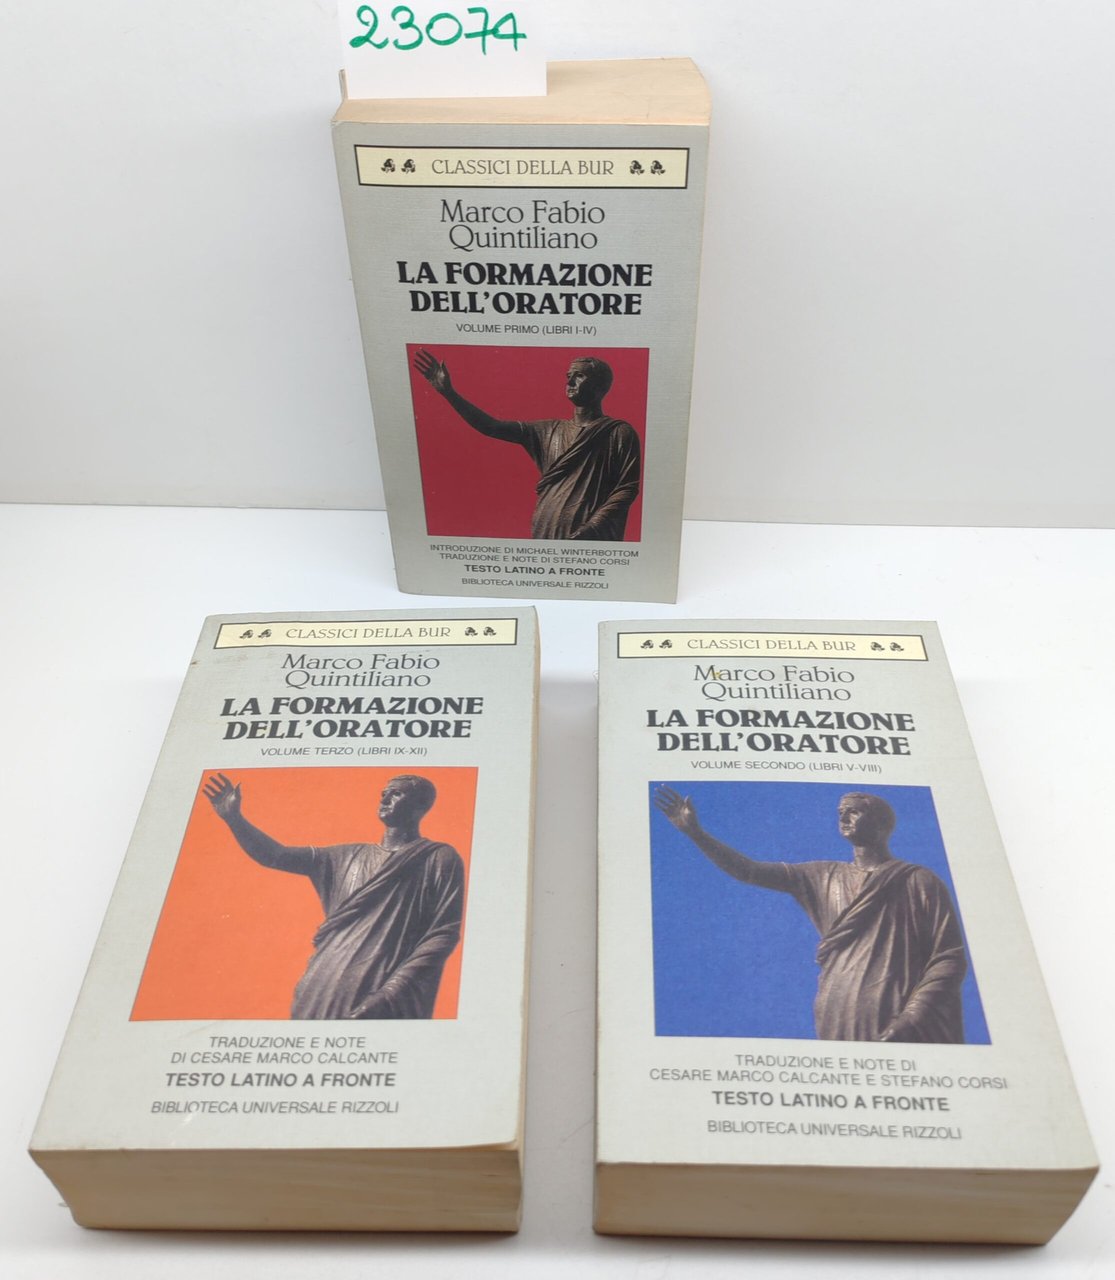 23074
CLASSICI DELLA BUR
Marco Fabio
Quintiliano
LA FORMAZIONE
DELL'ORATORE
VOLUME PRIMO (LIBRI I-IV)
INTRODUZIONE DI MICHAEL WINTERBOTTOM
TRADUZIONE E NOTE DI STEFANO CORSI
TESTO LATINO A FRONTE
BIBLIOTECA UNIVERSALE RIZZOLI
CLASSICI DELLA BUR
Marco Fabio
Quintiliano
LA FORMAZIONE
DELL'ORATORE
VOLUME TERZO (LIBRI IX-XII)
TRADUZIONE E NOTE
DI CESARE MARCO CALCANTE
TESTO LATINO A FRONTE
BIBLIOTECA UNIVERSALE RIZZOLI
CLASSICI DELLA BUR
Marco Fabio
Quintiliano
LA FORMAZIONE
DELL'ORATORE
VOLUME SECONDO (LIBRI V-VIII)
TRADUZIONE E NOTE DI
CESARE MARCO CALCANTE E STEFANO CORSI
TESTO LATINO A FRONTE
BIBLIOTECA UNIVERSALE RIZZOLI